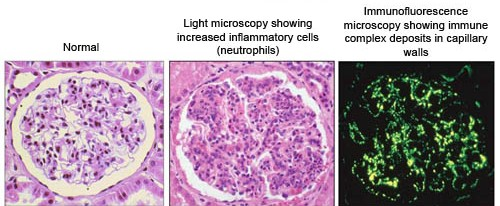 Normal
Light microscopy showing
increased inflammatory cells
(neutrophils)
Immunofluorescence
microscopy showing immune
complex deposits in capillary
walls